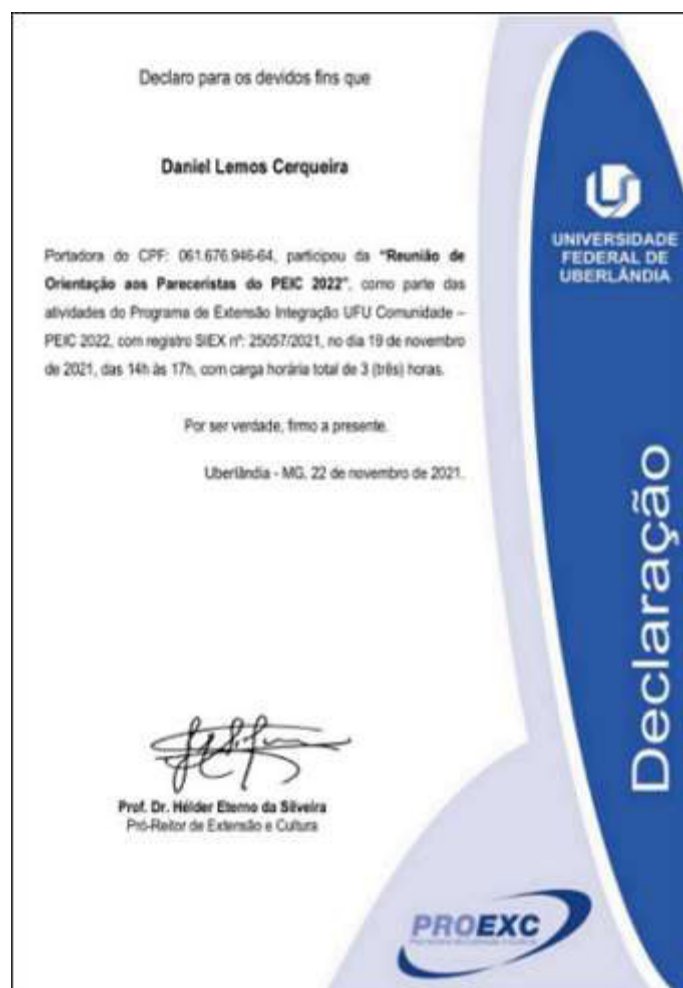 Declaro para os devidos fins que
Daniel Lemos Cerqueira
Portadora do CPF: 061.676.946-64, participou da "Reunião de
Orientação aos Pareceristas do PEIC 2022", como parte das
atividades do Programa de Extensão Integração UFU Comunidade –
PEIC 2022, com registro SIEX nº: 25057/2021, no dia 19 de novembro
de 2021, das 14h às 17h, com carga horária total de 3 (três) horas.
Por ser verdade, firmo a presente.
Uberlândia - MG, 22 de novembro de 2021.
Prof. Dr. Hélder Eterno da Silveira
Pró-Reitor de Extensão e Cultura
UNIVERSIDADE
FEDERAL DE
UBERLÂNDIA
Declaração
PROEXC